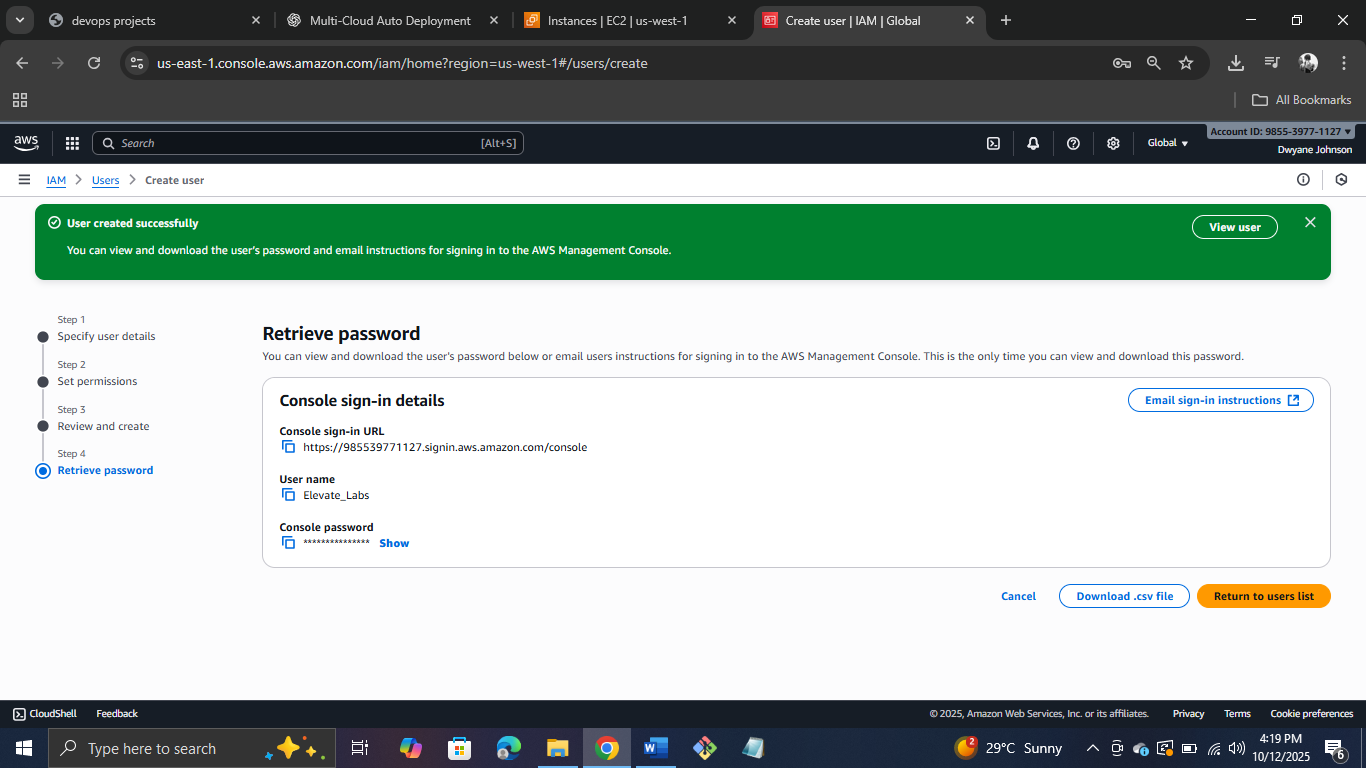 devops projects
Multi-Cloud Auto Deployment
Instances | EC2 | us-west-1
Create user | IAM | Global
us-east-1.console.aws.amazon.com/iam/home?region=us-west-1#/users/create
All Bookmarks
aws
Search
[Alt+S]
Global
Account ID: 9855-3977-1127
Dwyane Johnson
IAM
Users
Create user
User created successfully
You can view and download the user's password and email instructions for signing in to the AWS Management Console.
View user
Step 1
Specify user details
Step 2
Set permissions
Step 3
Review and create
Step 4
Retrieve password
Retrieve password
You can view and download the user's password below or email users instructions for signing in to the AWS Management Console. This is the only time you can view and download this password.
Console sign-in details
Email sign-in instructions
Console sign-in URL
https://985539771127.signin.aws.amazon.com/console
User name
Elevate_Labs
Console password
*************** Show
Cancel
Download .csv file
Return to users list
CloudShell
Feedback
© 2025, Amazon Web Services, Inc. or its affiliates.
Privacy
Terms
Cookie preferences
Type here to search
2
29°C Sunny
4:19 PM
10/12/2025
6